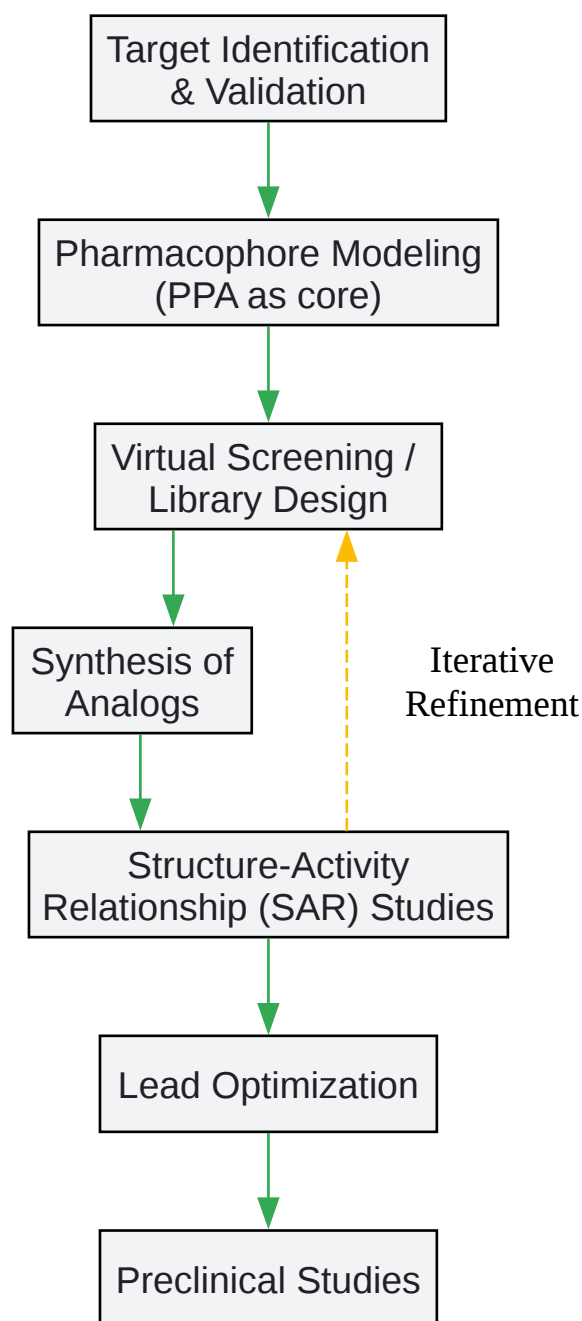 Target Identification
& Validation
Pharmacophore Modeling
(PPA as core)
Virtual Screening /
Library Design
Synthesis of
Analogs
Iterative
Refinement
Structure-Activity
Relationship (SAR) Studies
Lead Optimization
Preclinical Studies